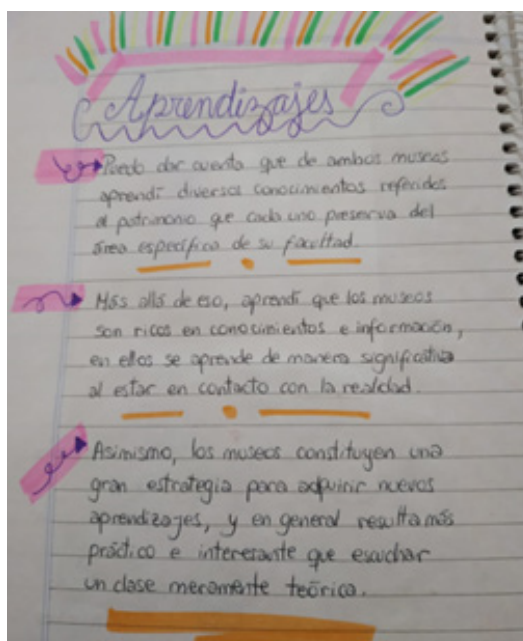 Aprendizajes
Puedo dar cuenta que de ambos museos
aprendí diversos conocimientos referidos
al patrimonio que cada uno preserva del
área específica de su facultad.
Más allá de eso, aprendí que los museos
son ricos en conocimientos e información,
en ellos se aprende de manera significativa
al estar en contacto con la realidad.
Asimismo, los museos constituyen una
gran estrategia para adquirir nuevos
aprendizajes, y en general resulta más
práctico e interesante que escuchar
un clase meramente teórica.